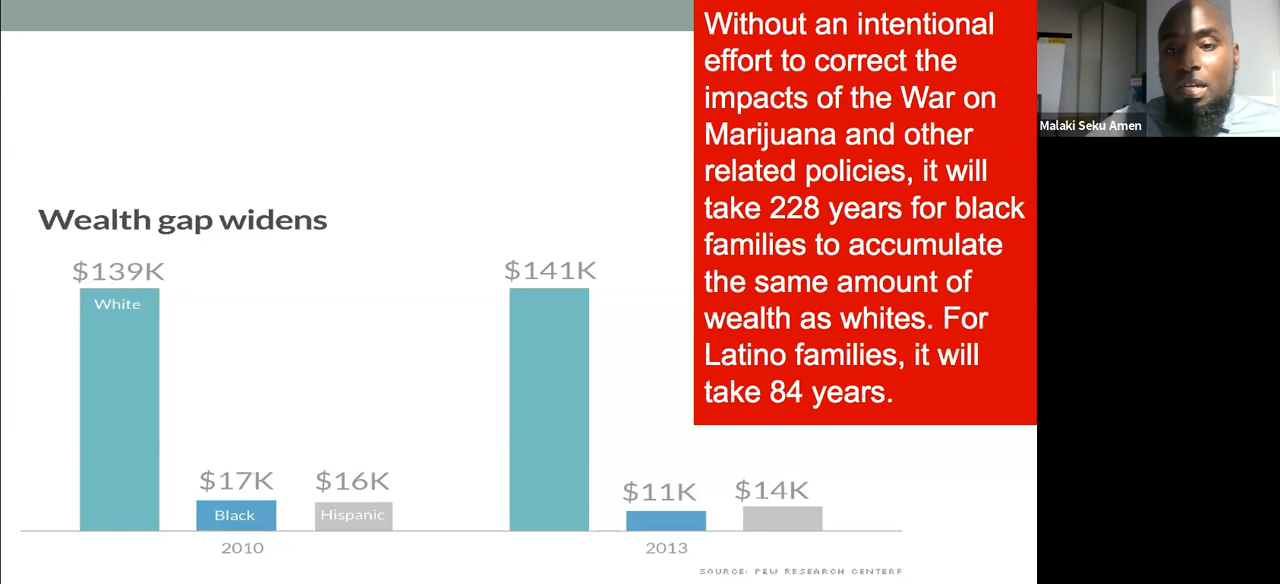 Without an intentional
effort to correct the
impacts of the War on
Marijuana and other
related policies, it will
take 228 years for black
families to accumulate
the same amount of
wealth as whites. For
Latino families, it will
take 84 years.
Malaki Seku Amen
Wealth gap widens
$139K
White
$17K
Black
$16K
Hispanic
2010
$141K
$11K
$14K
2013
SOURCE: PEW RESEARCH CENTERF